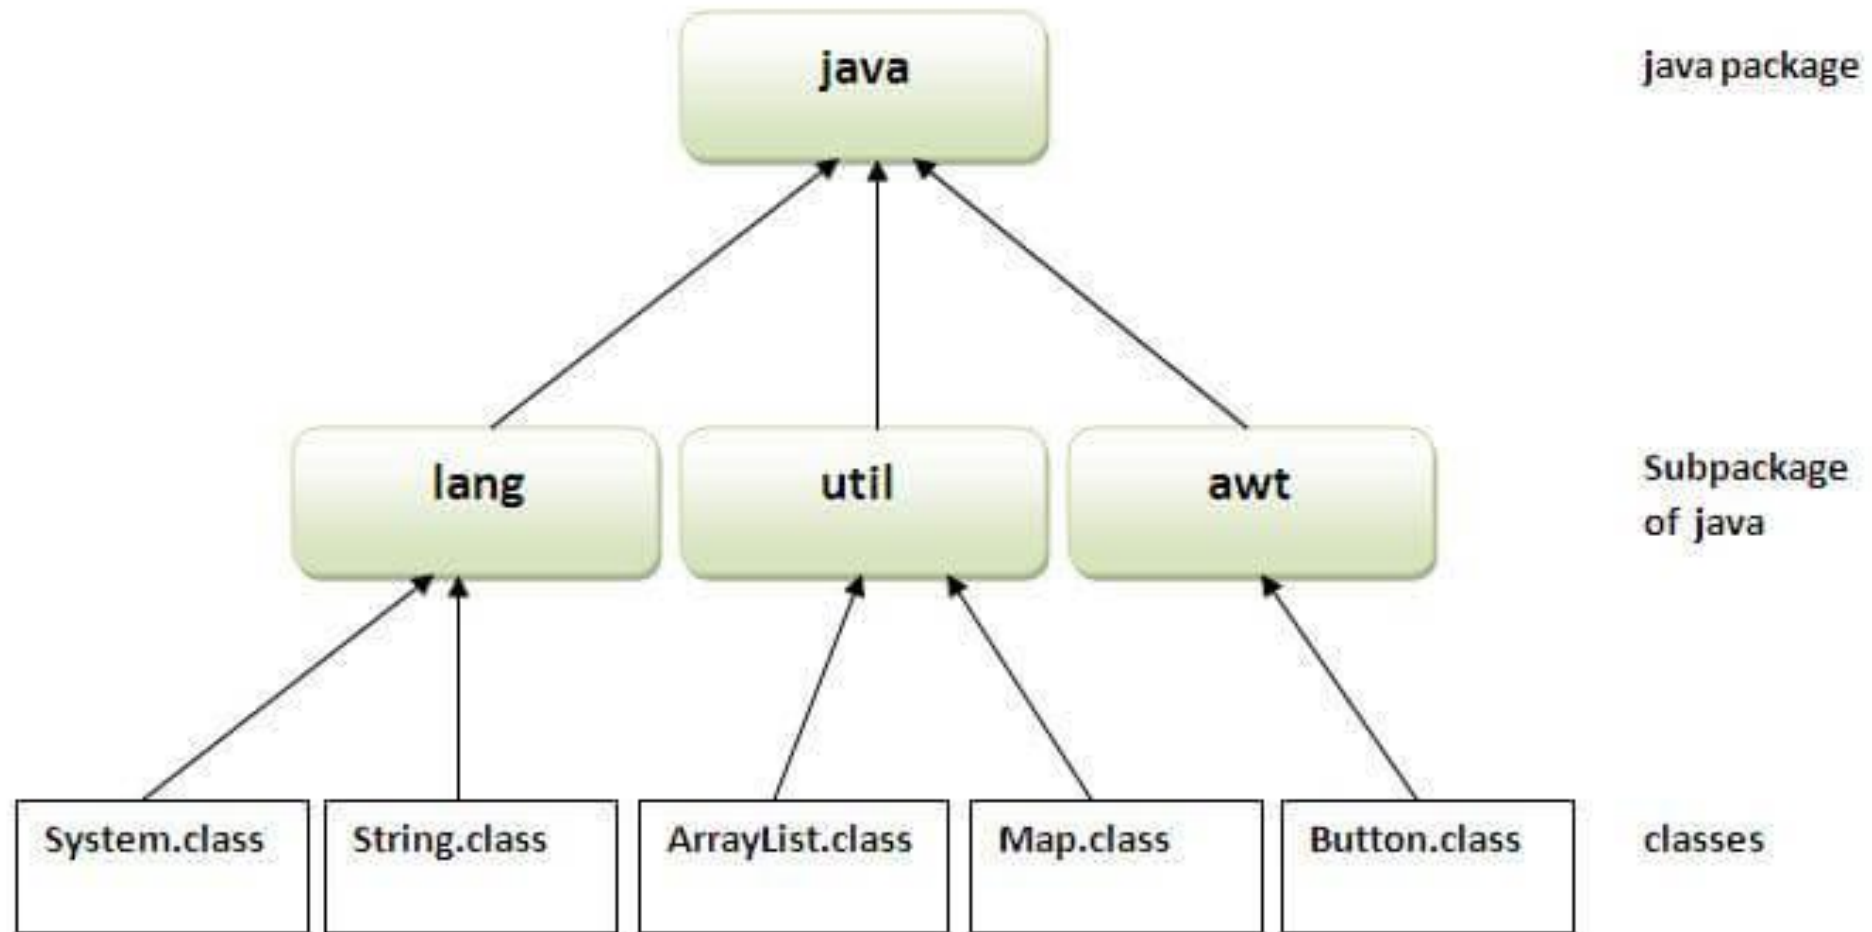 java
java package
lang
util
awt
Subpackage
of java
System.class
String.class
ArrayList.class
Map.class
Button.class
classes